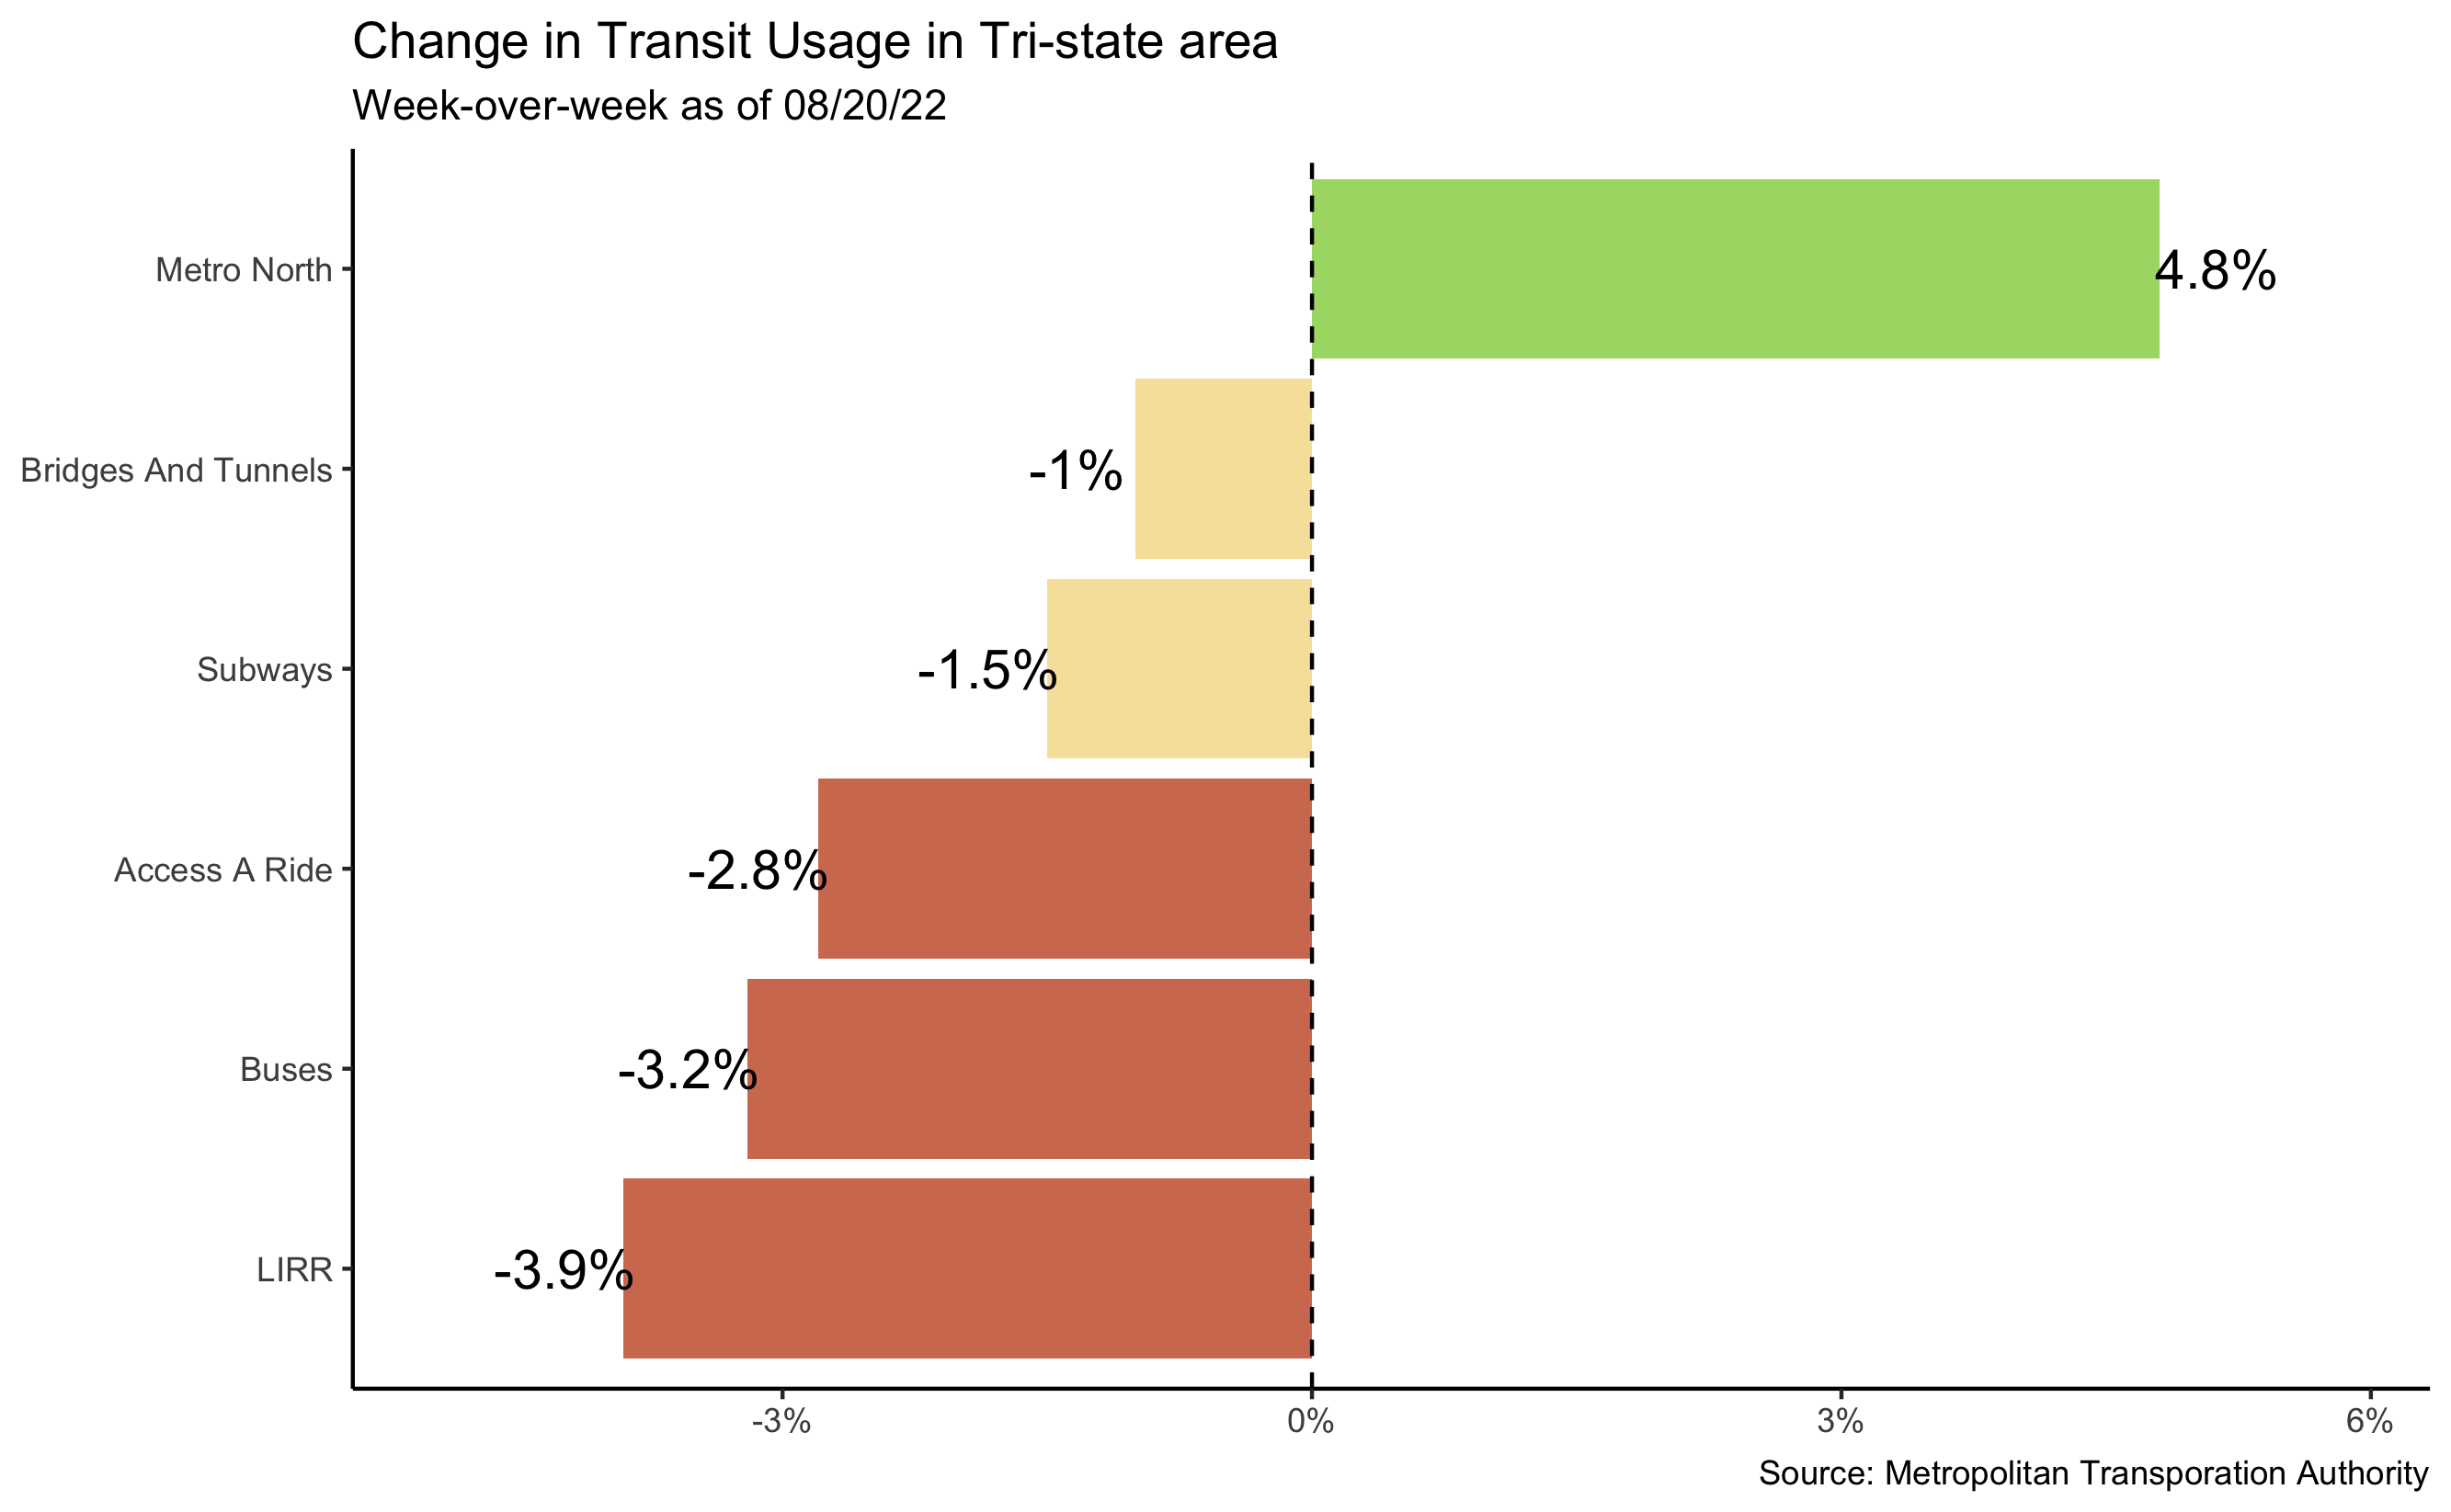 Change in Transit Usage in Tri-state area
Week-over-week as of 08/20/22
Metro North
4.8%
Bridges And Tunnels
-1%
Subways
-1.5%
Access A Ride
-2.8%
Buses
-3.2%
LIRR
-3.9%
-3%
0%
3%
6%
Source: Metropolitan Transporation Authority